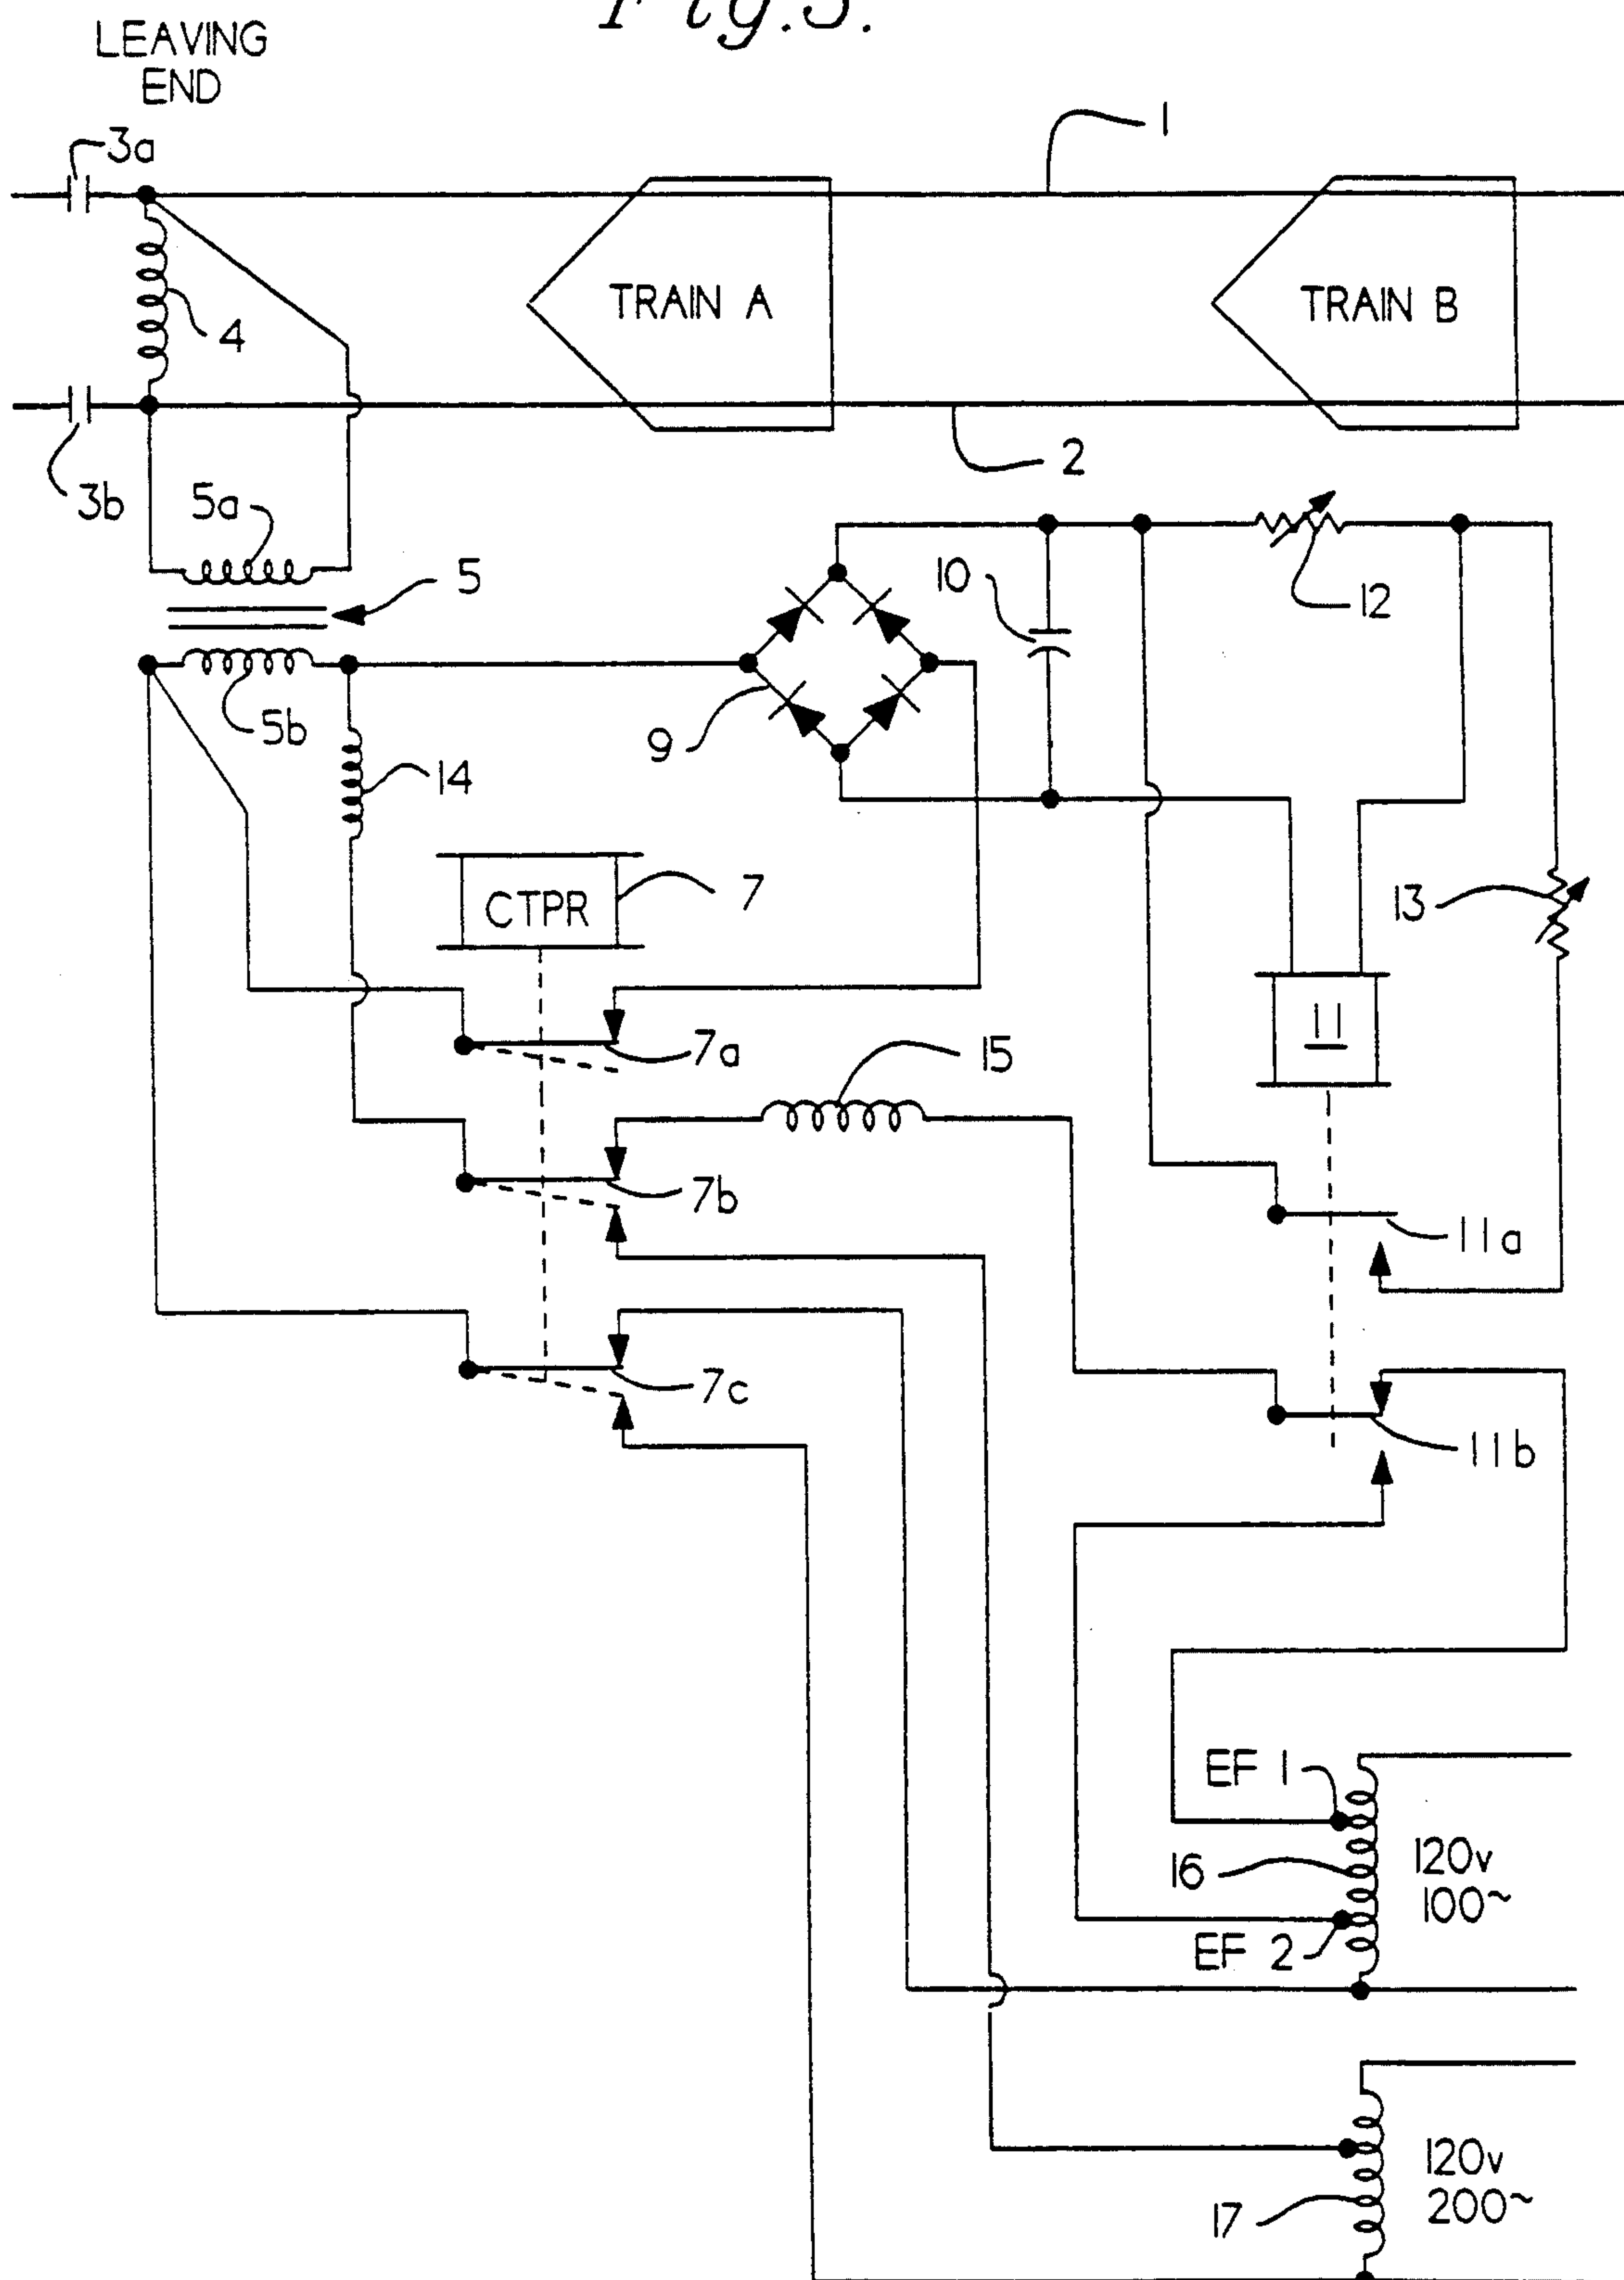 Fig.3.
LEAVING
END
3a
1
4
TRAIN A
TRAIN B
3b
2
5a
5
10
12
5b
9
14
CTPR
7
13
11
7a
15
7b
11a
7c
11b
EF 1
16
120v
100~
EF 2
17
120v
200~